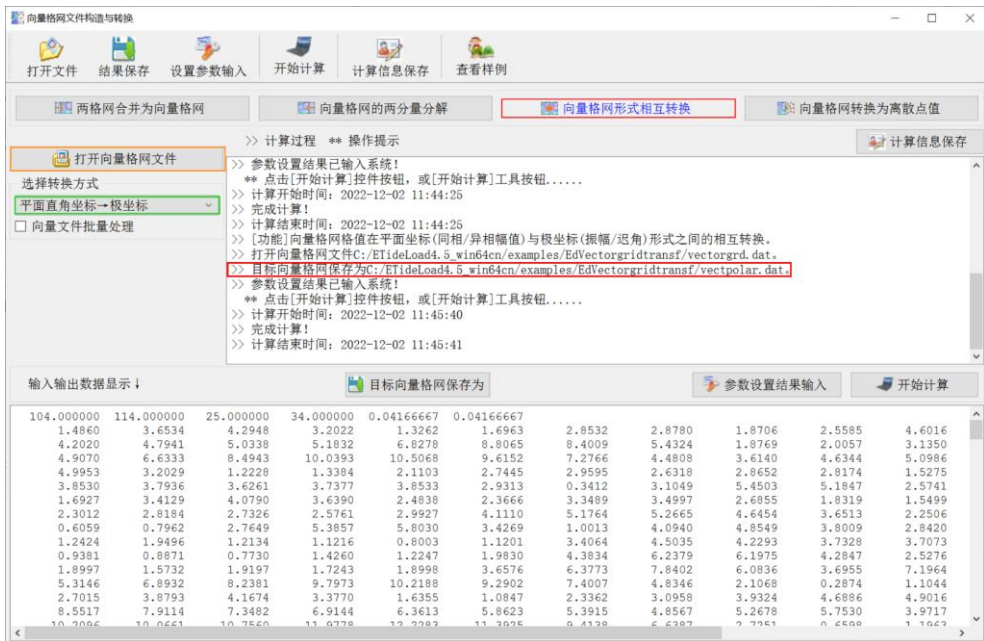 向量格网文件构造与转换
打开文件 结果保存 设置参数输入 开始计算 计算信息保存 查看样例
两格网合并为向量格网 向量格网的两分量分解 向量格网形式相互转换 向量格网转换为离散点值
>> 计算过程 ** 操作提示 计算信息保存
打开向量格网文件
选择转换方式
平面直角坐标→极坐标
向量文件批量处理
>> 参数设置结果已输入系统!
** 点击[开始计算]控件按钮, 或[开始计算]工具按钮......
>> 计算开始时间: 2022-12-02 11:44:25
>> 完成计算!
>> 计算结束时间: 2022-12-02 11:44:25
>> [功能]向量格网格值在平面坐标(同相/异相幅值)与极坐标(振幅/迟角)形式之间的相互转换。
>> 打开向量格网文件C:/ETideLoad4.5_win64cn/examples/EdVectorgridtransf/vectorgrd.dat。
>> 目标向量格网保存为C:/ETideLoad4.5_win64cn/examples/EdVectorgridtransf/vectpolar.dat。
>> 参数设置结果已输入系统!
** 点击[开始计算]控件按钮, 或[开始计算]工具按钮......
>> 计算开始时间: 2022-12-02 11:45:40
>> 完成计算!
>> 计算结束时间: 2022-12-02 11:45:41
输入输出数据显示↓ 目标向量格网保存为 参数设置结果输入 开始计算
104.000000 114.000000 25.000000 34.000000 0.04166667 0.04166667
1.4860 3.6534 4.2948 3.2022 1.3262 1.6963 2.8532 2.8780 1.8706 2.5585 4.6016
4.2020 4.7941 5.0338 5.1832 6.8278 8.8065 8.4009 5.4324 1.8769 2.0057 3.1350
4.9070 6.6333 8.4943 10.0393 10.5068 9.6152 7.2766 4.4808 3.6140 4.6344 5.0986
4.9953 3.2029 1.2228 1.3384 2.1103 2.7445 2.9595 2.6318 2.8652 2.8174 1.5275
3.8530 3.7936 3.6261 3.7377 3.8533 2.9313 0.3412 3.1049 5.4503 5.1847 2.5741
1.6927 3.4129 4.0790 3.6390 2.4838 2.3666 3.3489 3.4997 2.6855 1.8319 1.5499
2.3012 2.8184 2.7326 2.5761 2.9927 4.1110 5.1764 5.2665 4.6454 3.6513 2.2506
0.6059 0.7962 2.7649 5.3857 5.8030 3.4269 1.0013 4.0940 4.8549 3.8009 2.8420
1.2424 1.9496 1.2134 1.1216 0.8003 1.1201 3.4064 4.5035 4.2293 3.7328 3.7073
0.9381 0.8871 0.7730 1.4260 1.2247 1.9830 4.3834 6.2379 6.1975 4.2847 2.5276
1.8997 1.5732 1.9197 1.7243 1.8998 3.6576 6.3773 7.8402 6.0836 3.6955 7.1964
5.3146 6.8932 8.2381 9.7973 10.2188 9.2902 7.4007 4.8346 2.1068 0.2874 1.1044
2.7015 3.8793 4.1674 3.3770 1.6355 1.0847 2.3362 3.0958 3.9324 4.6886 4.9016
8.5517 7.9114 7.3482 6.9144 6.3613 5.8623 5.3915 4.8567 5.2678 5.7530 3.9717